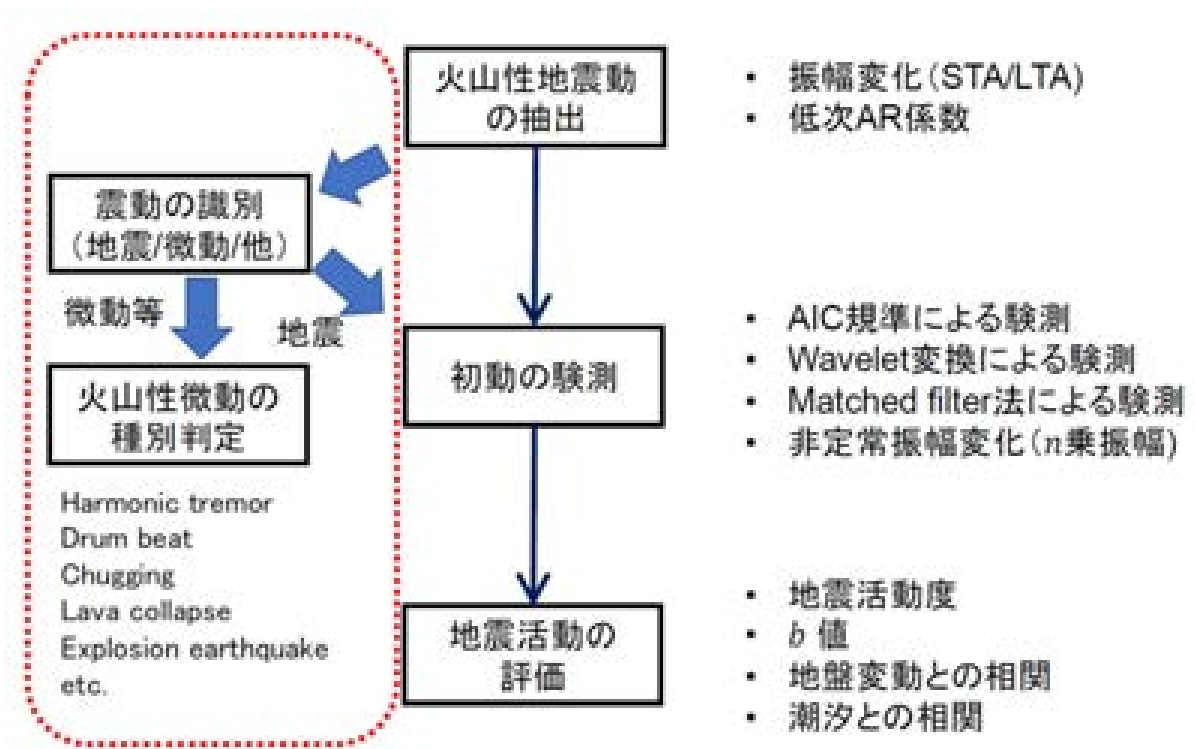 火山性地震動
の抽出
• 振幅変化(STA/LTA)
• 低次AR係数
震動の識別
(地震/微動/他)
微動等
地震
火山性微動の
種別判定
Harmonic tremor
Drum beat
Chugging
Lava collapse
Explosion earthquake
etc.
初動の験測
• AIC規準による験測
• Wavelet変換による験測
• Matched filter法による験測
• 非定常振幅変化(n乗振幅)
地震活動の
評価
• 地震活動度
• b 値
• 地盤変動との相関
• 潮汐との相関